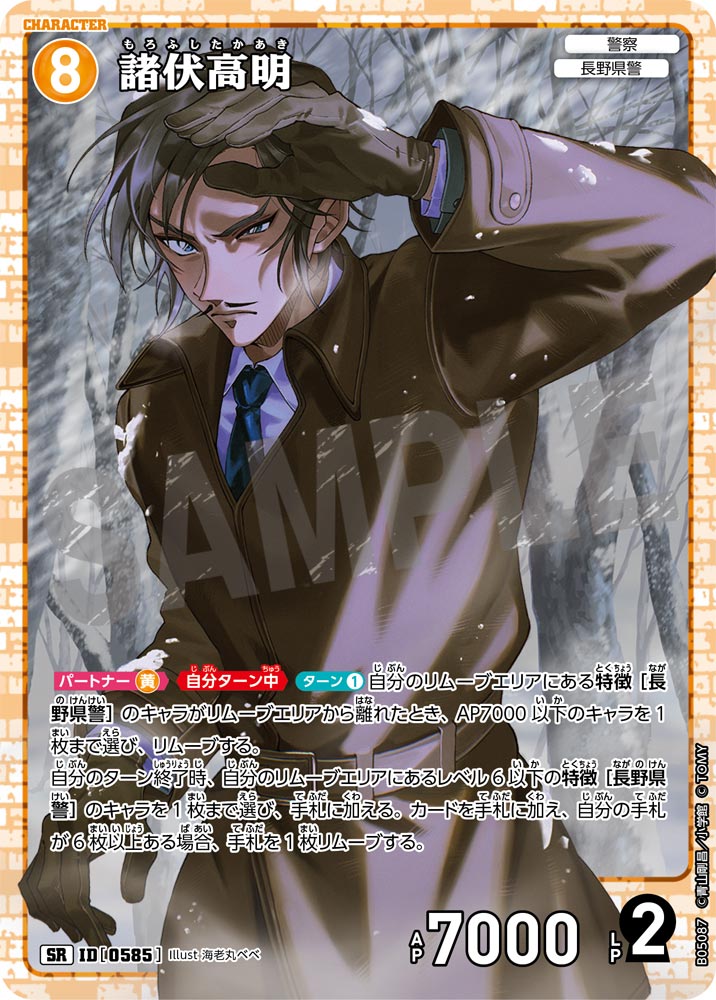 CHARACTER
8
もろふしたかあき
諸伏高明
警察
長野県警
SAMPLE
パートナー 黄 自分ターン中 ターン1 自分のリムーブエリアにある特徴［長
野県警］のキャラがリムーブエリアから離れたとき、AP7000以下のキャラを1
枚まで選び、リムーブする。
自分のターン終了時、自分のリムーブエリアにあるレベル6以下の特徴［長野県
警］のキャラを1枚まで選び、手札に加える。カードを手札に加え、自分の手札
が6枚以上ある場合、手札を1枚リムーブする。
SR ID[0585] Illust 海老丸べべ
AP 7000 LP 2
B05087 ©青山剛昌／小学館 ©TOMY